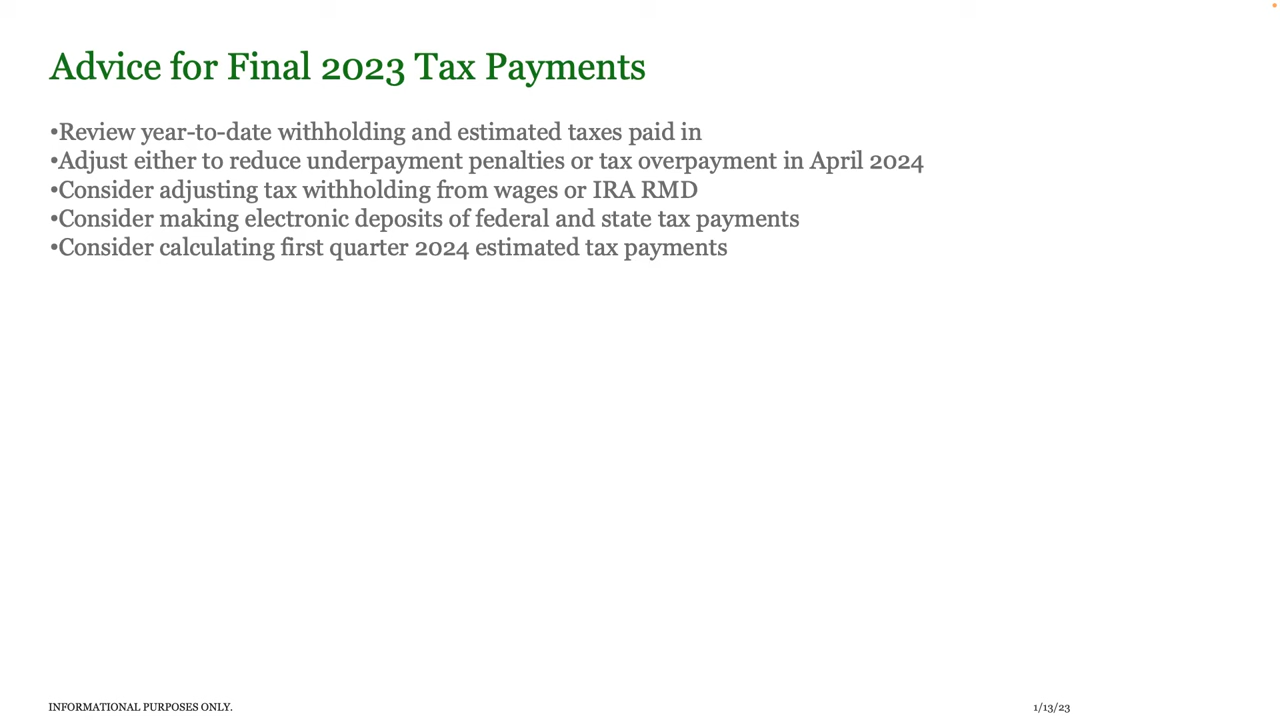 Advice for Final 2023 Tax Payments
•Review year-to-date withholding and estimated taxes paid in
•Adjust either to reduce underpayment penalties or tax overpayment in April 2024
•Consider adjusting tax withholding from wages or IRA RMD
•Consider making electronic deposits of federal and state tax payments
•Consider calculating first quarter 2024 estimated tax payments
INFORMATIONAL PURPOSES ONLY.
1/13/23